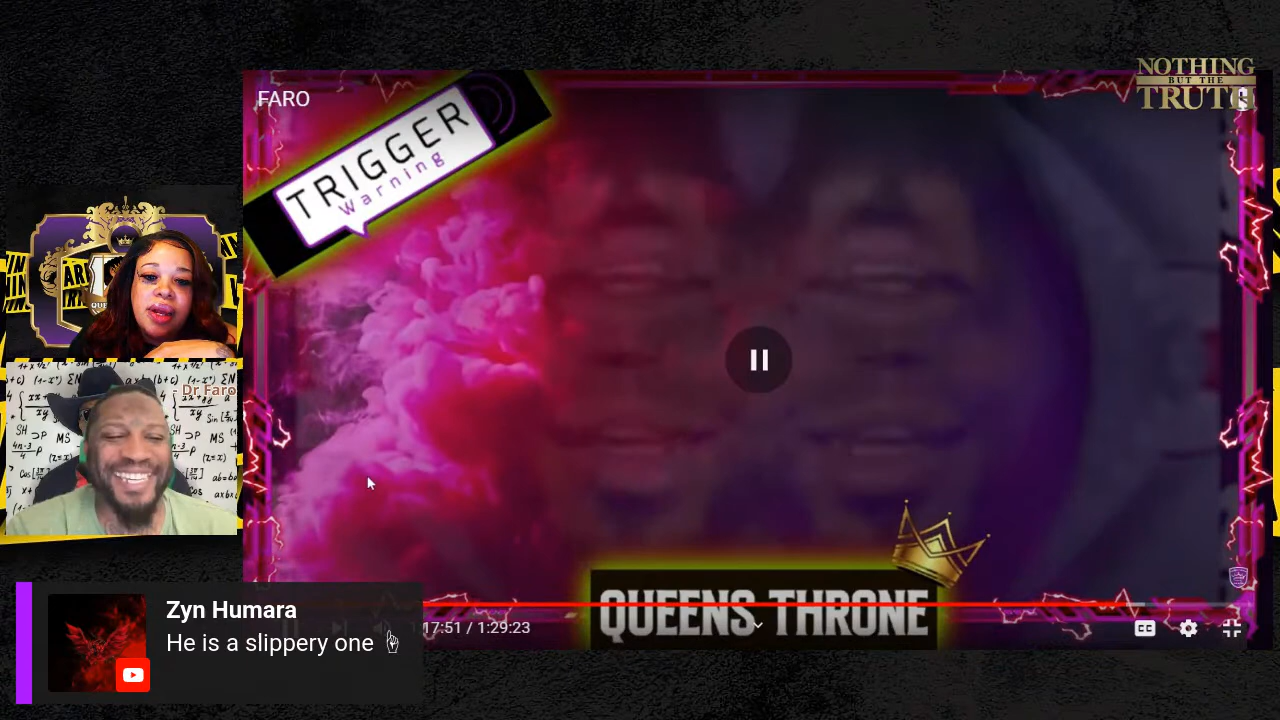 NOTHING
BUT THE
TRUTH
FARO
TRIGGER
Warning
- Dr Faro
QUEENS THRONE
17:51 / 1:29:23
CC
Zyn Humara
He is a slippery one ☝